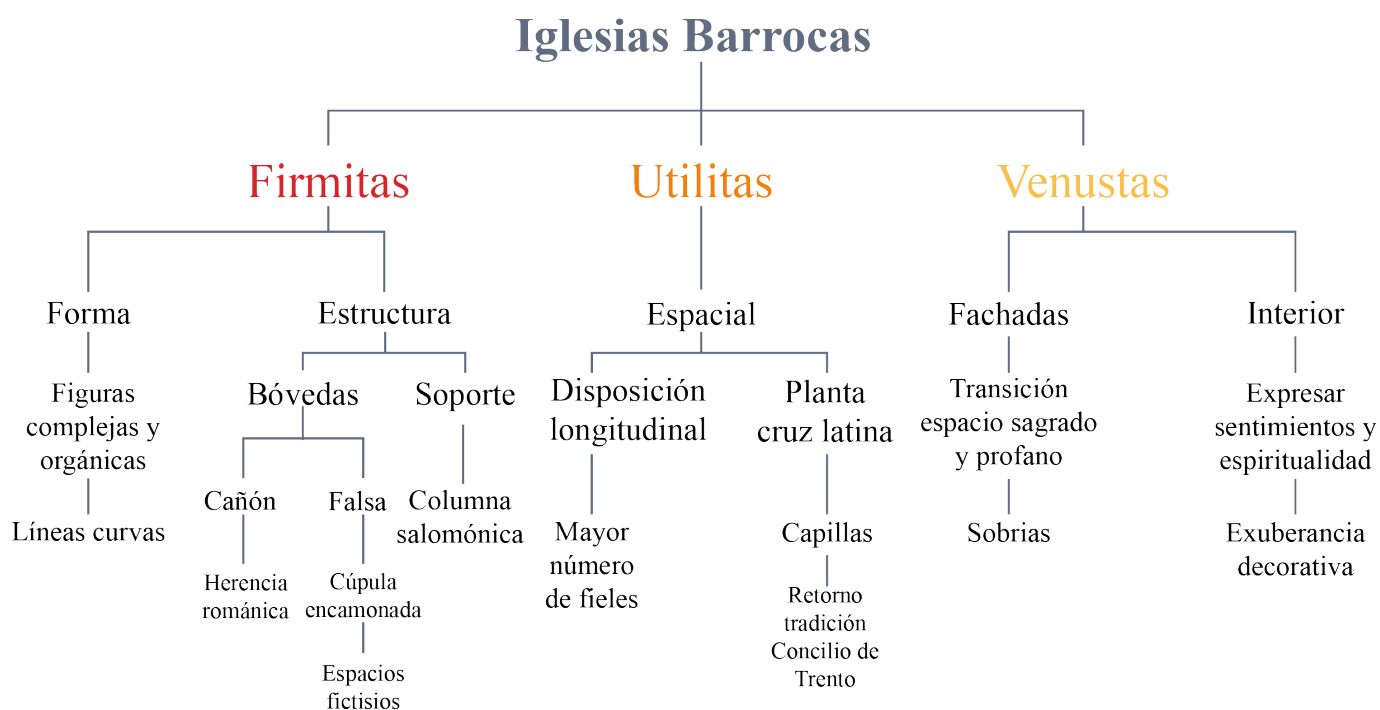 Iglesias Barrocas
Firmitas
Utilitas
Venustas
Forma
Estructura
Espacial
Fachadas
Interior
Figuras
complejas y
orgánicas
Líneas curvas
Bóvedas
Soporte
Cañón
Falsa
Columna
salomónica
Herencia
románica
Cúpula
encamonada
Espacios
fictisios
Disposición
longitudinal
Mayor
número
de fieles
Planta
cruz latina
Capillas
Retorno
tradición
Concilio de
Trento
Transición
espacio sagrado
y profano
Sobrias
Expresar
sentimientos y
espiritualidad
Exuberancia
decorativa